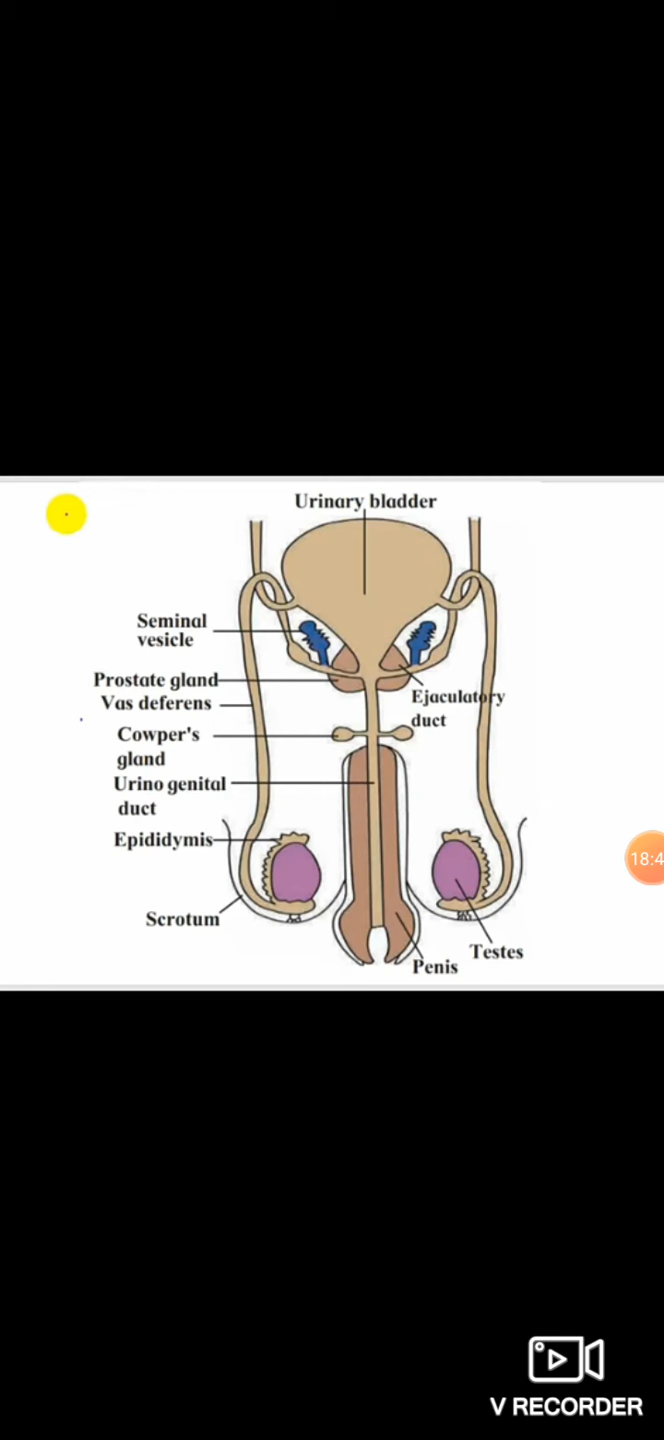 Urinary bladder
Seminal
vesicle
Prostate gland
Vas deferens
Ejaculatory
duct
Cowper's
gland
Urino genital
duct
Epididymis
Scrotum
Testes
Penis
18:4
V RECORDER